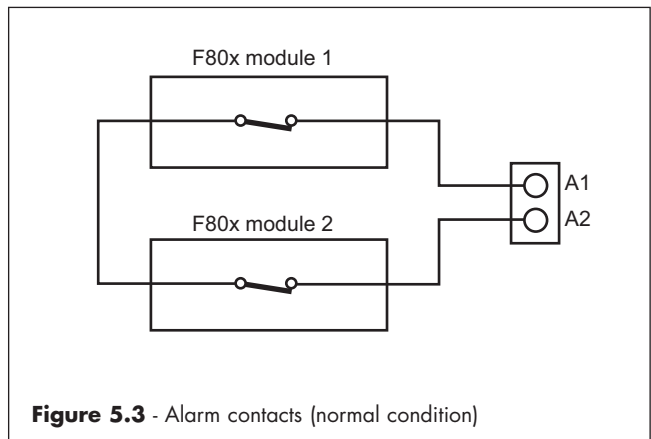 F80x module 1
A1
A2
F80x module 2
Figure 5.3 - Alarm contacts (normal condition)